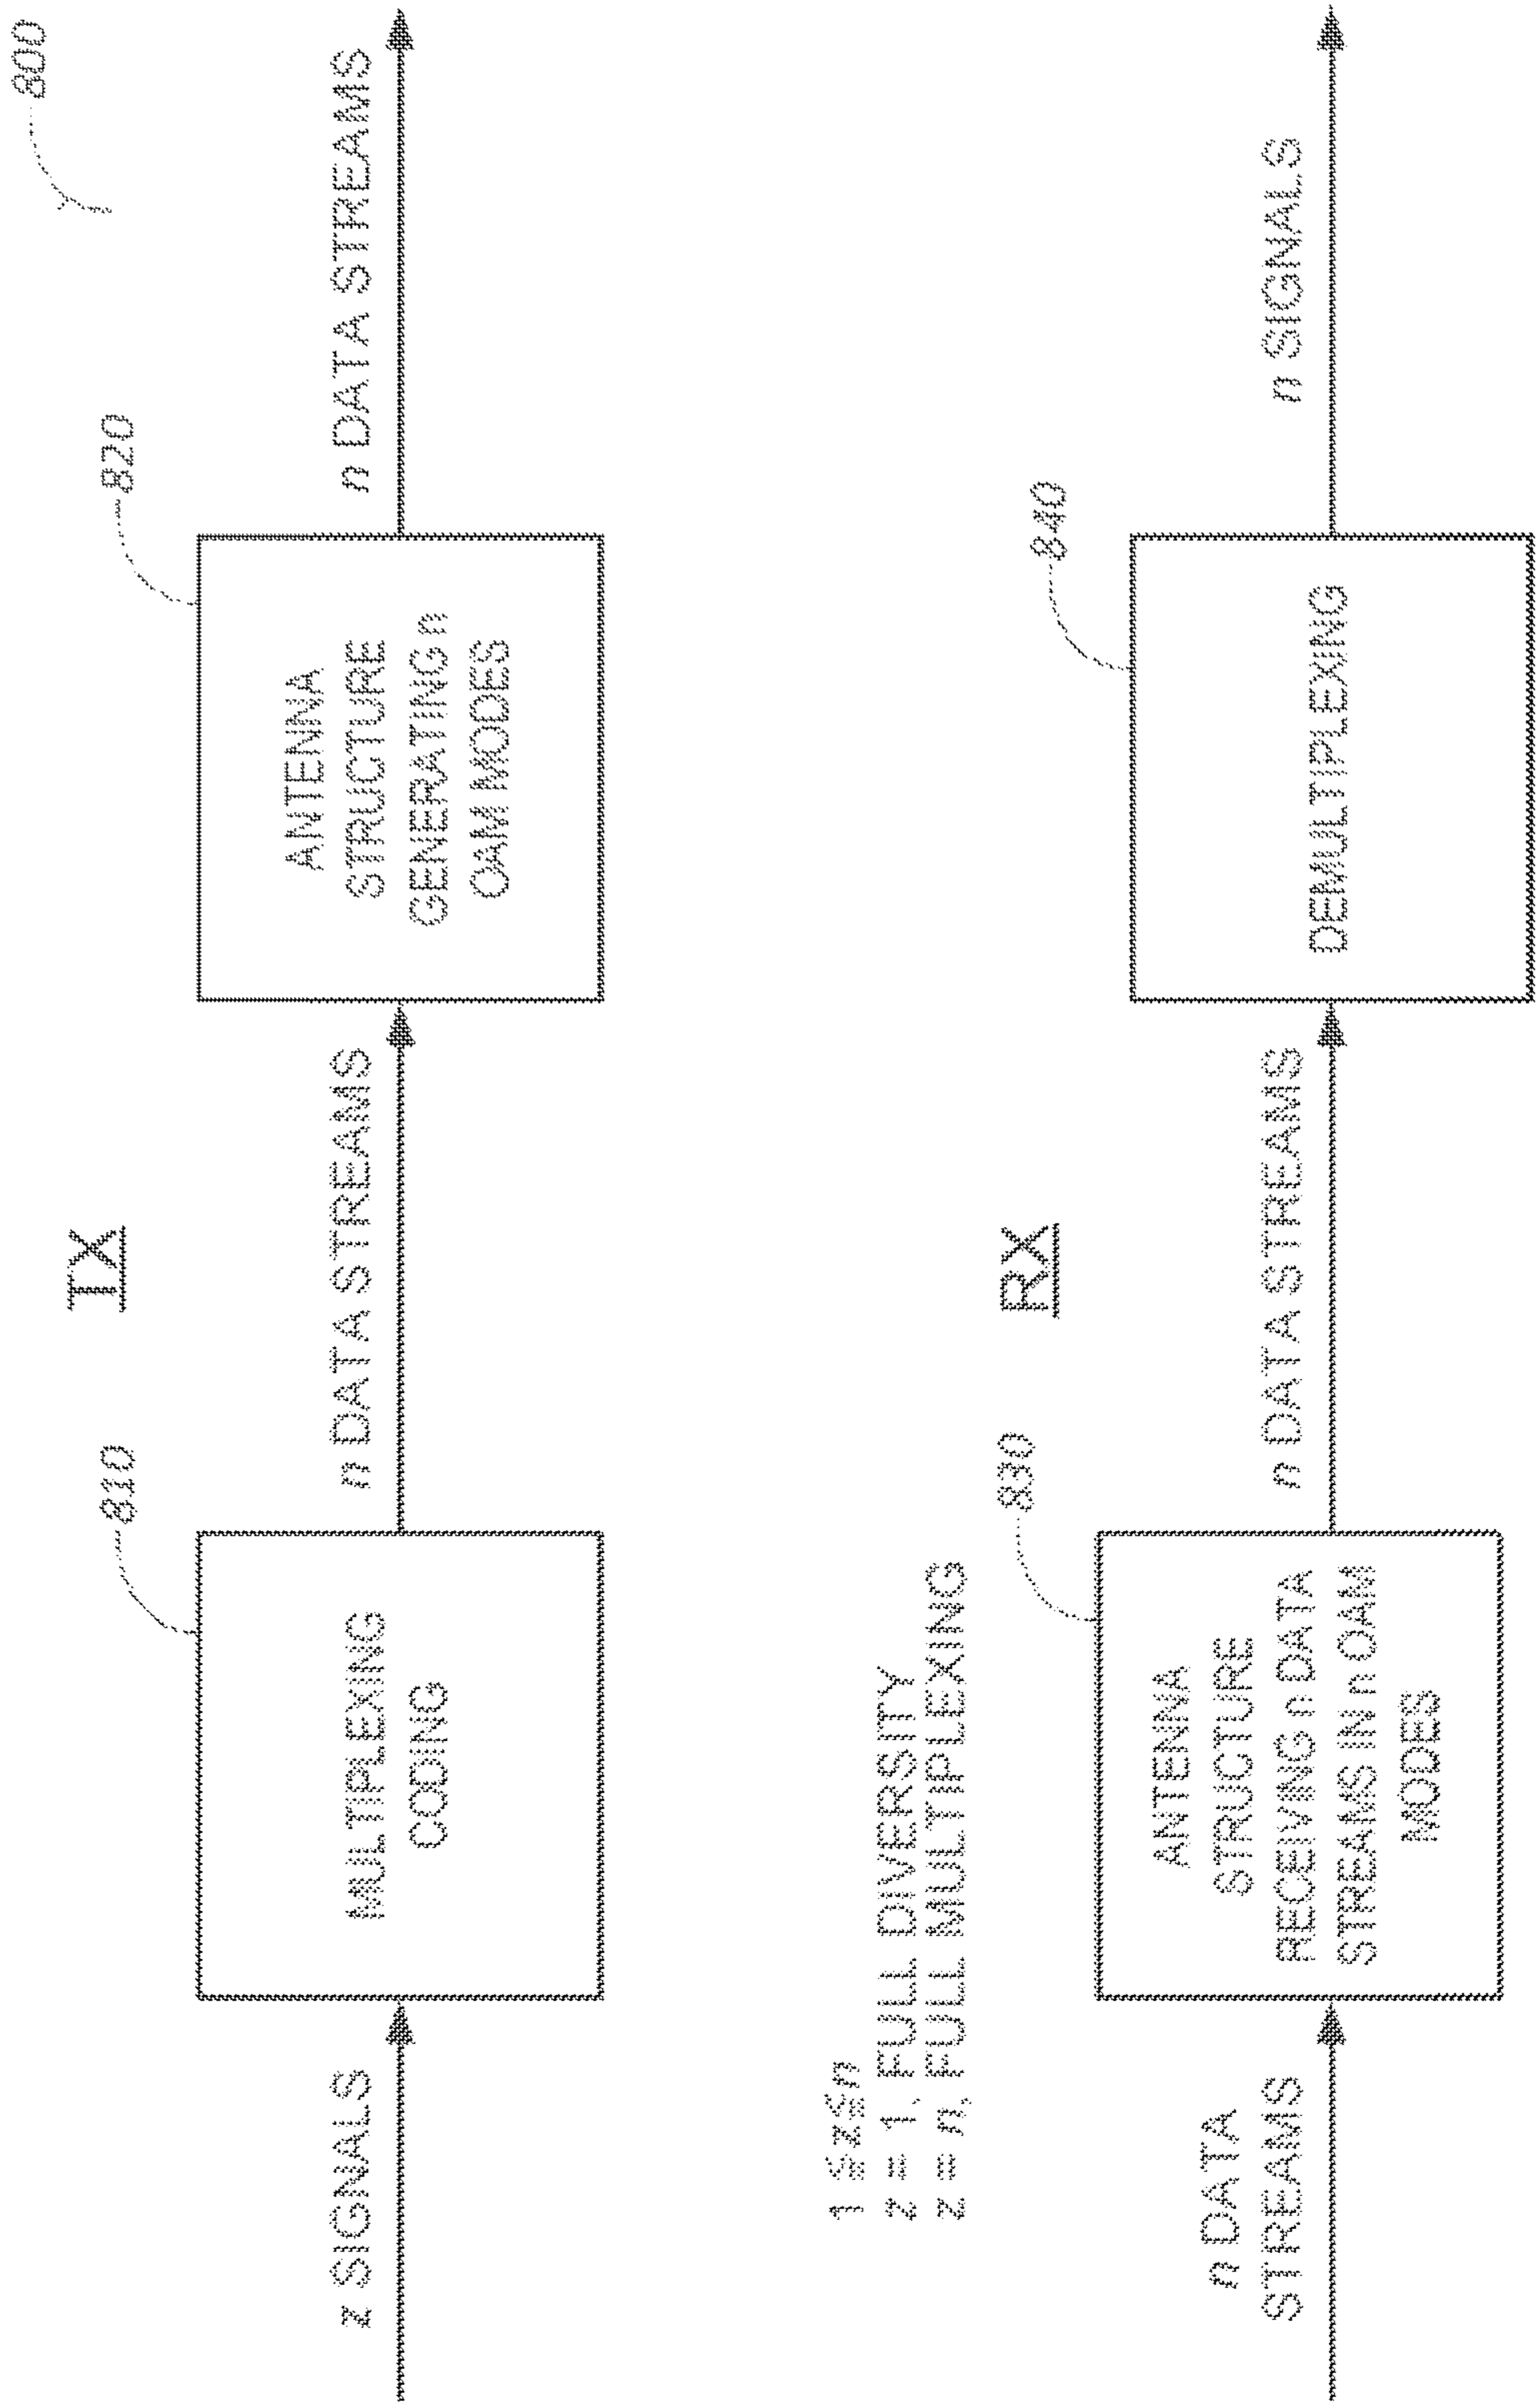 800
TX
810
820
z SIGNALS
MULTIPLEXING
CODING
n DATA STREAMS
ANTENNA
STRUCTURE
GENERATING n
OAM MODES
n DATA STREAMS
1 ≤ z ≤ n
z = 1, FULL DIVERSITY
z = n, FULL MULTIPLEXING
RX
830
840
n DATA
STREAMS
ANTENNA
STRUCTURE
RECEIVING n DATA
STREAMS IN n OAM
MODES
n DATA STREAMS
DEMULTIPLEXING
n SIGNALS